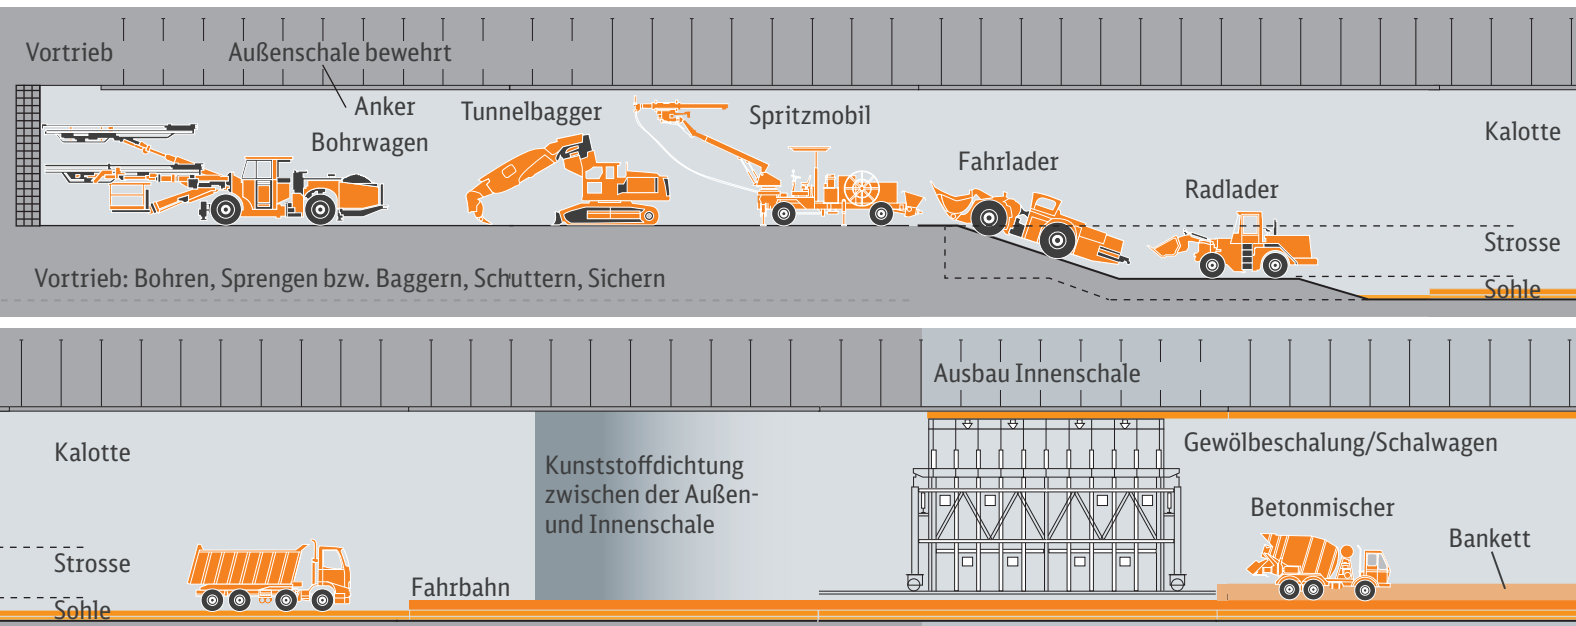 Vortrieb
Außenschale bewehrt
Anker
Bohrwagen
Tunnelbagger
Spritzmobil
Fahrlader
Radlader
Kalotte
Strosse
Sohle
Vortrieb: Bohren, Sprengen bzw. Baggern, Schuttern, Sichern
Ausbau Innenschale
Kalotte
Kunststoffdichtung
zwischen der Außen-
und Innenschale
Gewölbeschalung/Schalwagen
Betonmischer
Bankett
Strosse
Fahrbahn
Sohle